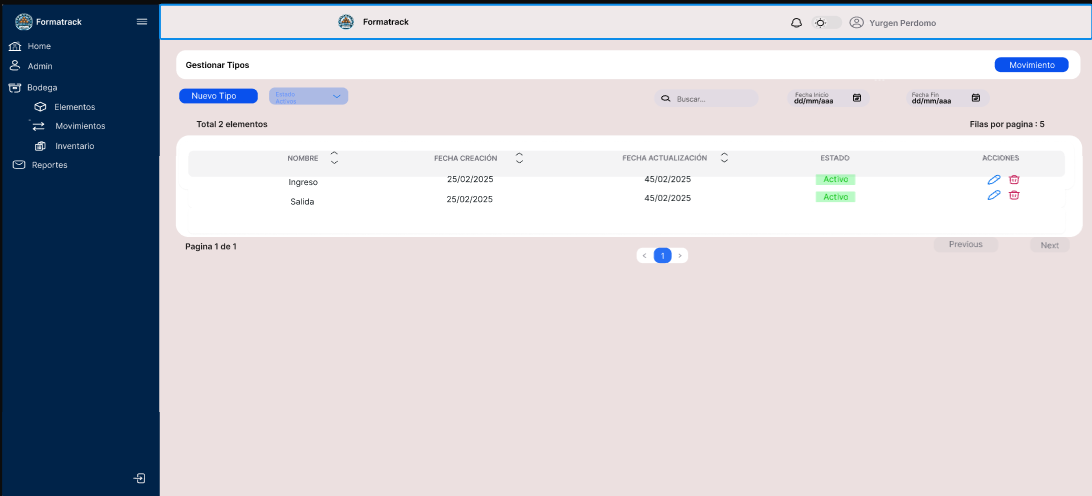 Formatrack
Home
Admin
Bodega
Elementos
Movimientos
Inventario
Reportes
Formatrack
Yurgen Perdomo
Gestionar Tipos
Movimiento
Nuevo Tipo
Estado
Activos
Buscar...
Fecha Inicio
dd/mm/aaa
Fecha Fin
dd/mm/aaa
Total 2 elementos
Filas por pagina : 5
NOMBRE FECHA CREACIÓN FECHA ACTUALIZACIÓN ESTADO ACCIONES
Ingreso 25/02/2025 45/02/2025 Activo
Salida 25/02/2025 45/02/2025 Activo
Pagina 1 de 1
< 1 >
Previous
Next